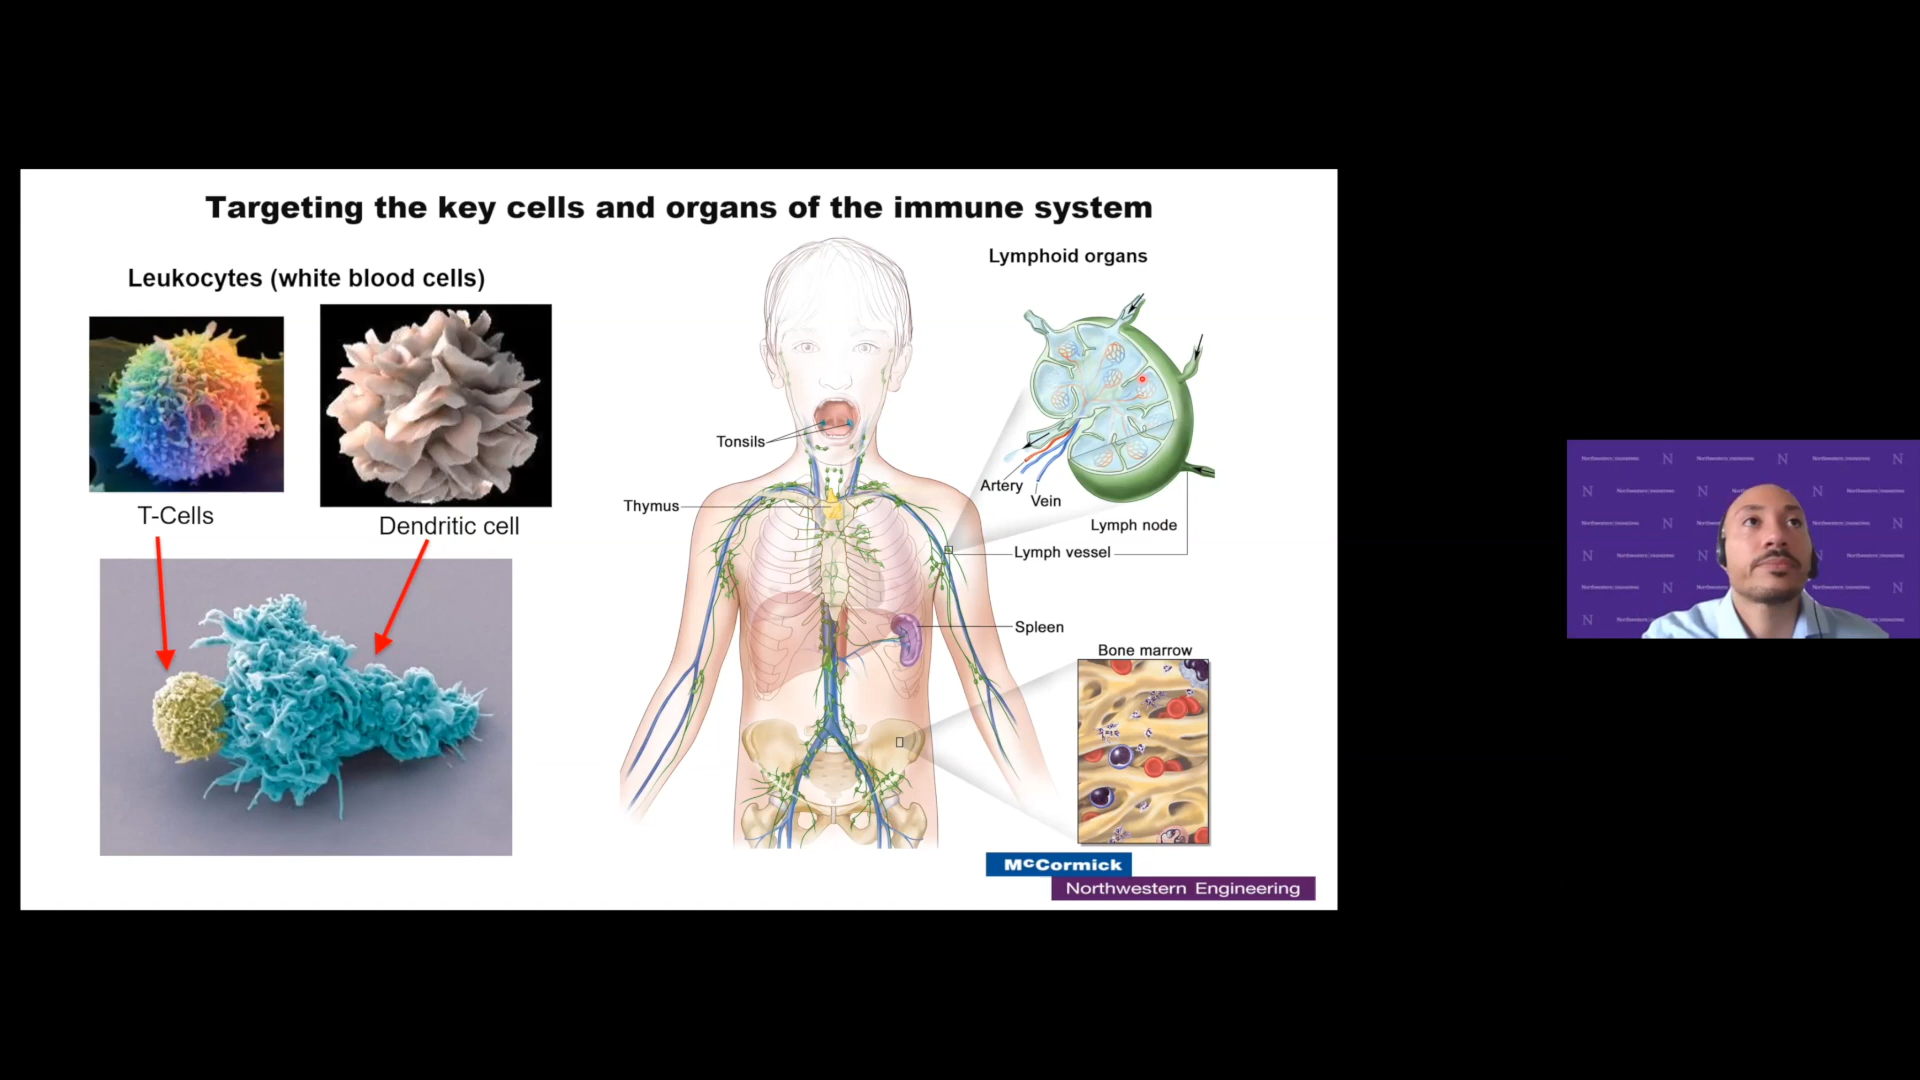 Targeting the key cells and organs of the immune system
Leukocytes (white blood cells)
T-Cells
Dendritic cell
Lymphoid organs
Tonsils
Thymus
Artery
Vein
Lymph node
Lymph vessel
Spleen
Bone marrow
McCormick
Northwestern Engineering